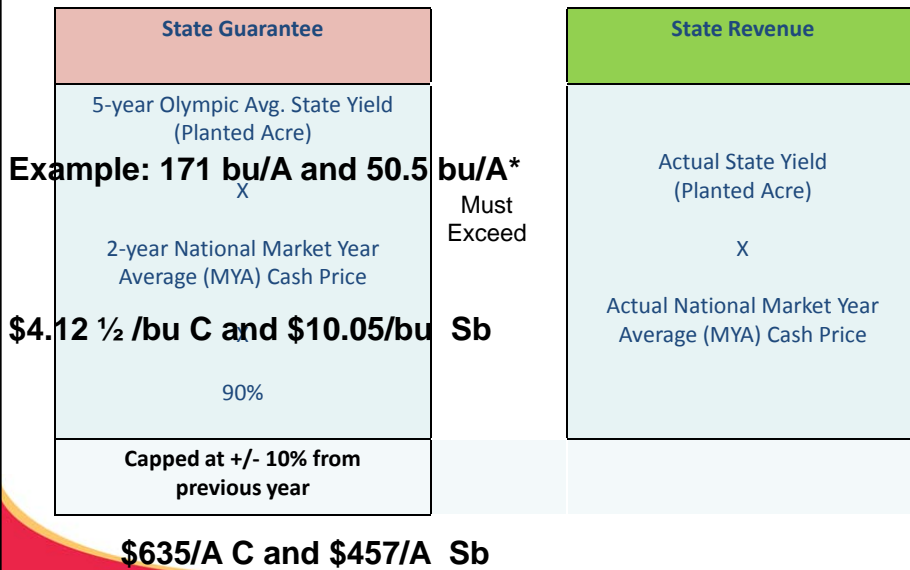 State Guarantee
State Revenue
5-year Olympic Avg. State Yield
(Planted Acre)
Example: 171 bu/A and 50.5 bu/A*
X
2-year National Market Year
Average (MYA) Cash Price
$4.12 ½ /bu C and $10.05/bu Sb
X
90%
Capped at +/- 10% from
previous year
Must
Exceed
Actual State Yield
(Planted Acre)
X
Actual National Market Year
Average (MYA) Cash Price
$635/A C and $457/A Sb